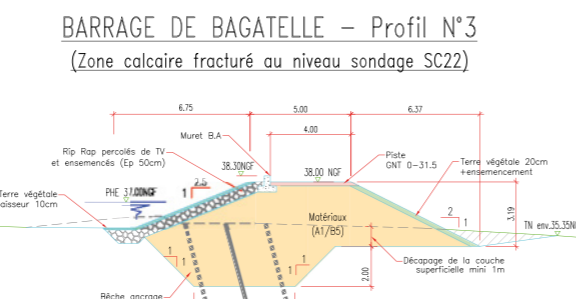 BARRAGE DE BAGATELLE – Profil N°3
(Zone calcaire fracturé au niveau sondage SC22)
6.75
5.00
6.37
4.00
Muret B.A
Rip Rap percolés de TV
et ensemencés (Ep 50cm)
38.30NGF
38.00 NGF
Piste
GNT 0-31.5
Terre végétale 20cm
+ensemencement
Terre végétale
aisseur 10cm
PHE 37.00NGF
1
2.5
Matériaux
(A1/B5)
2
1
3.19
TN env.35.35N
1
1
1
1
2.00
Décapage de la couche
superficielle mini 1m
Bêche ancrage